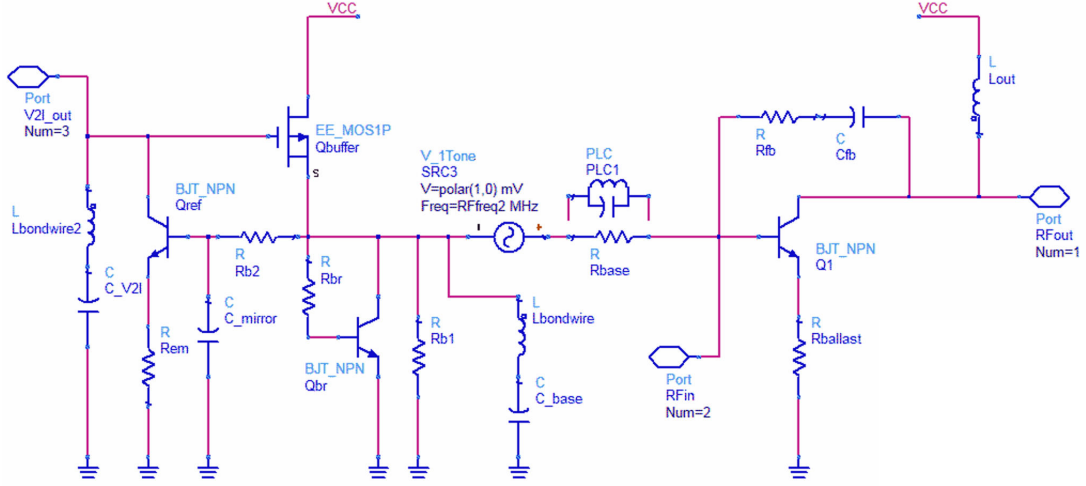 VCC
VCC
Port
V2I_out
Num=3
EE_MOS1P
Qbuffer
S
V_1Tone
SRC3
V=polar(1,0) mV
Freq=RFfreq2 MHz
PLC
PLC1
R
Rfb
C
Cfb
L
Lout
L
Lbondwire2
BJT_NPN
Qref
R
Rb2
R
Rbr
- +
R
Rbase
BJT_NPN
Q1
Port
RFout
Num=1
C
C_V2I
C
C_mirror
R
Rem
BJT_NPN
Qbr
R
Rb1
L
Lbondwire
C
C_base
Port
RFin
Num=2
R
Rballast